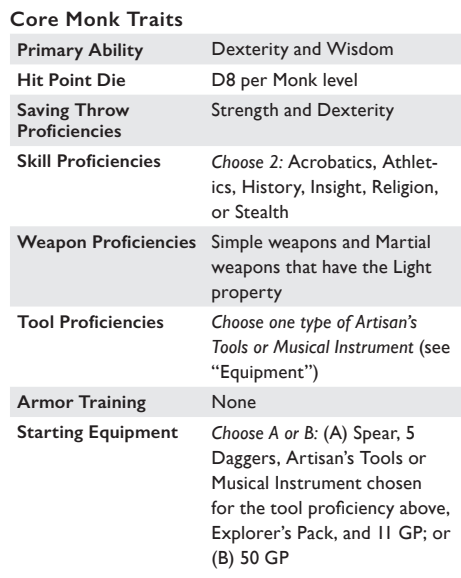 Core Monk Traits
Primary Ability Dexterity and Wisdom
Hit Point Die D8 per Monk level
Saving Throw Strength and Dexterity
Proficiencies
Skill Proficiencies Choose 2: Acrobatics, Athlet-
ics, History, Insight, Religion,
or Stealth
Weapon Proficiencies Simple weapons and Martial
weapons that have the Light
property
Tool Proficiencies Choose one type of Artisan’s
Tools or Musical Instrument (see
“Equipment”)
Armor Training None
Starting Equipment Choose A or B: (A) Spear, 5
Daggers, Artisan’s Tools or
Musical Instrument chosen
for the tool proficiency above,
Explorer’s Pack, and 11 GP; or
(B) 50 GP